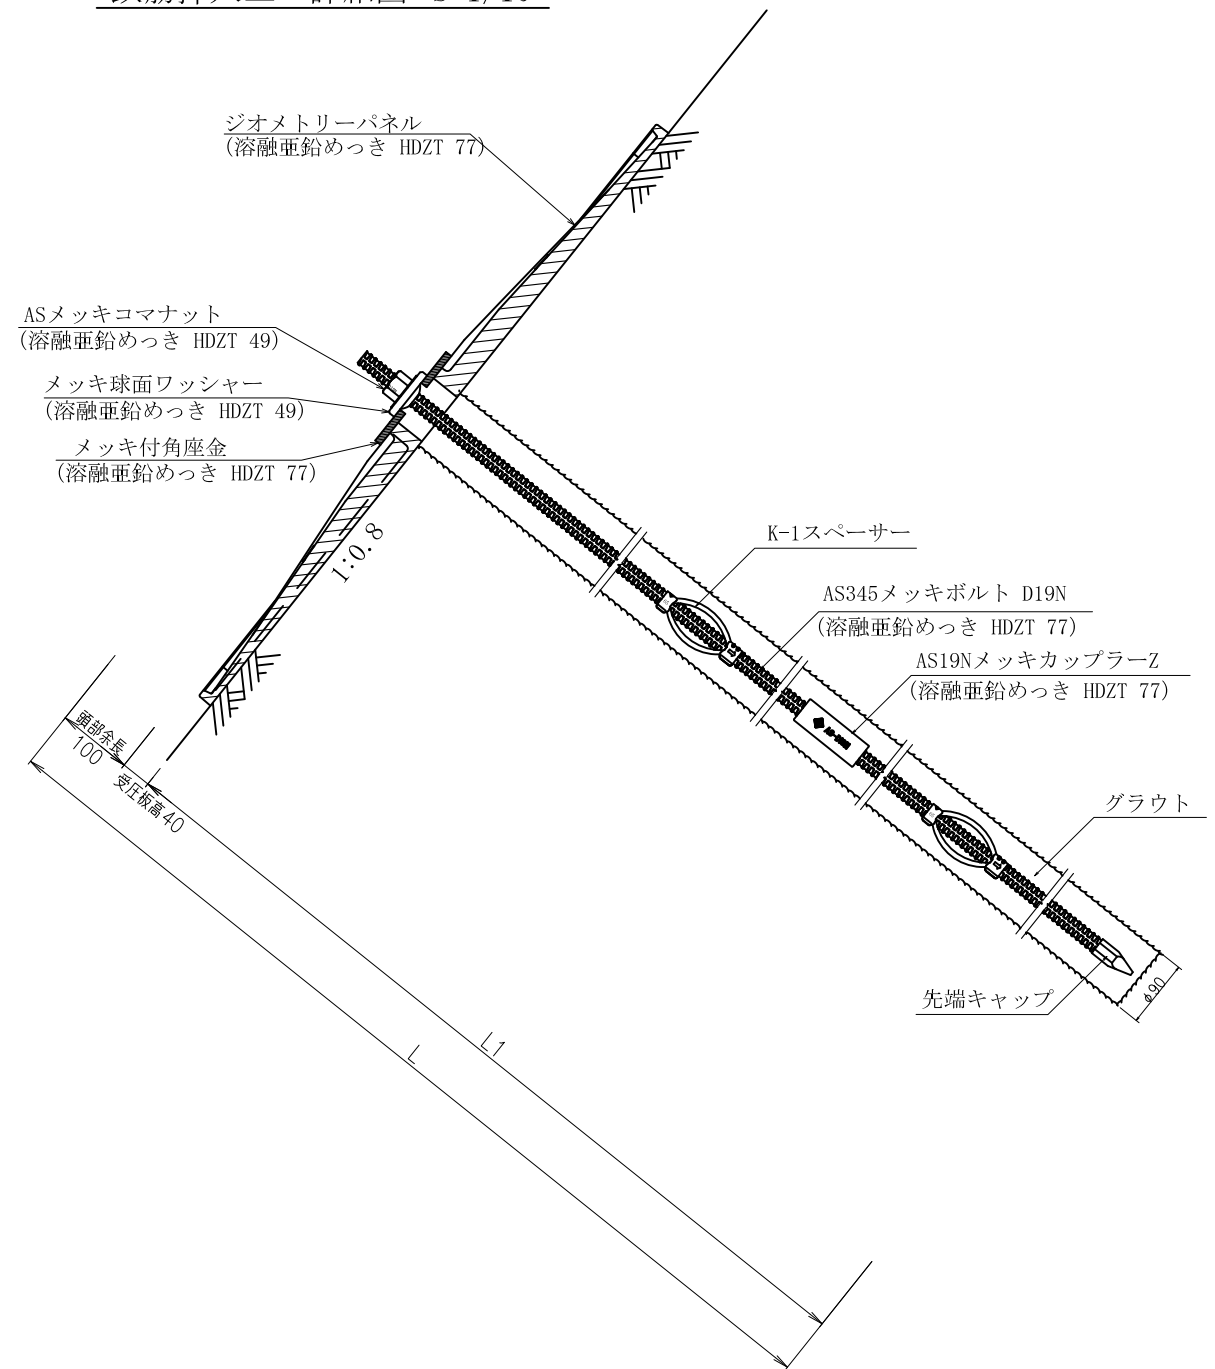 ジオメトリーパネル
(溶融亜鉛めっき HDZT 77)
ASメッキコマナット
(溶融亜鉛めっき HDZT 49)
メッキ球面ワッシャー
(溶融亜鉛めっき HDZT 49)
メッキ付角座金
(溶融亜鉛めっき HDZT 77)
1:0.8
K-1スペーサー
AS345メッキボルト D19N
(溶融亜鉛めっき HDZT 77)
AS19NメッキカップラーZ
(溶融亜鉛めっき HDZT 77)
頭部余長
100
受圧板高40
グラウト
先端キャップ
φ90
L1
L